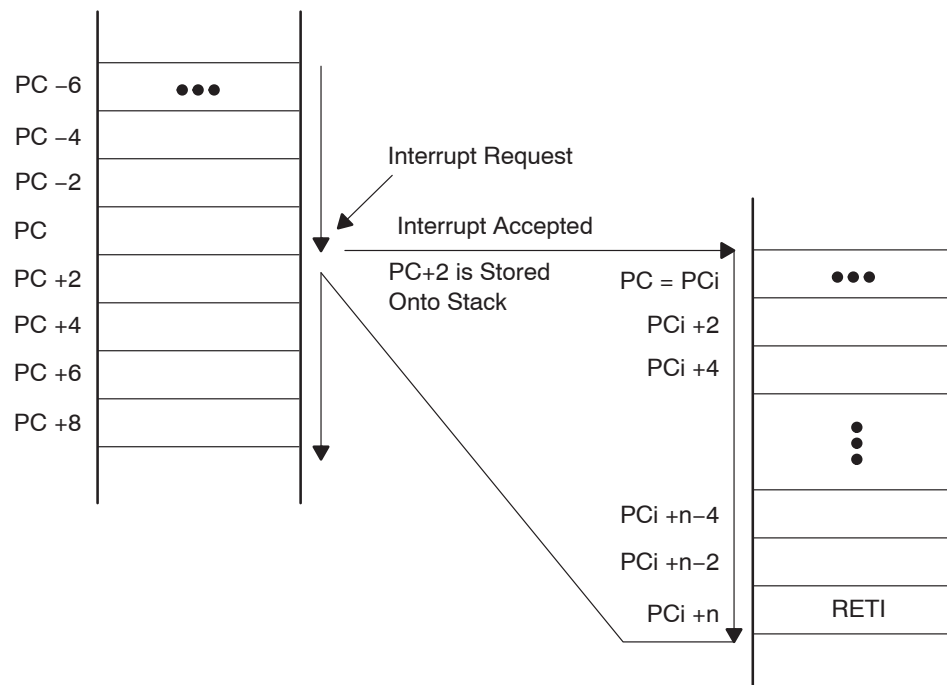 PC −6
PC −4
PC −2
PC
PC +2
PC +4
PC +6
PC +8
Interrupt Request
Interrupt Accepted
PC+2 is Stored
Onto Stack
PC = PCi
PCi +2
PCi +4
PCi +n−4
PCi +n−2
PCi +n
RETI